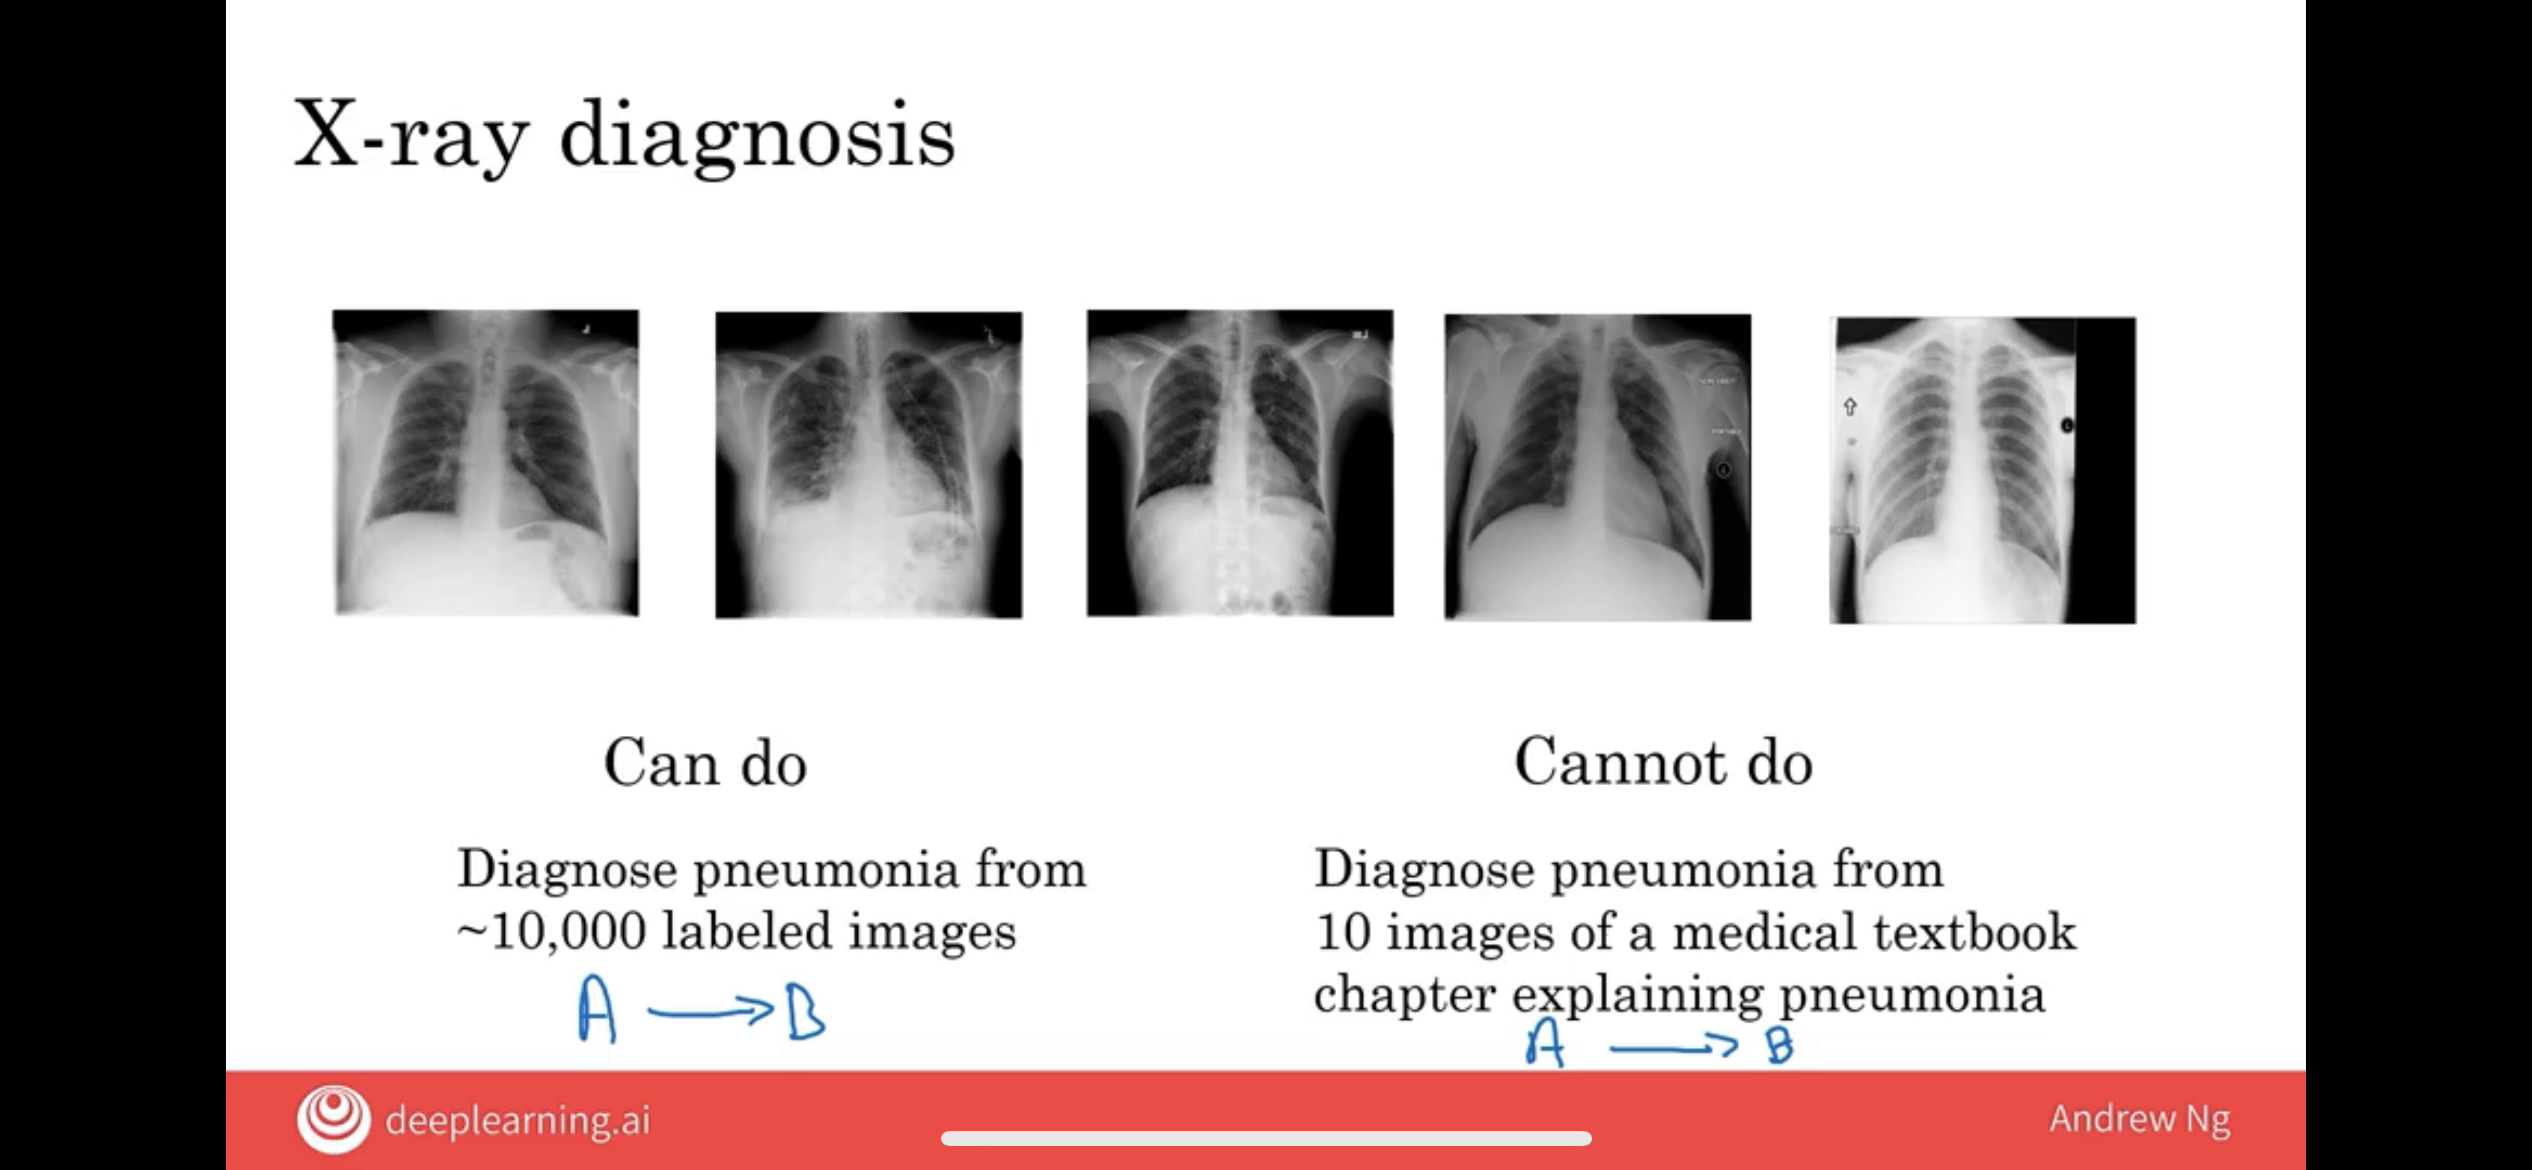 X-ray diagnosis
Can do
Cannot do
Diagnose pneumonia from
~10,000 labeled images
A → B
Diagnose pneumonia from
10 images of a medical textbook
chapter explaining pneumonia
A → B
deeplearning.ai
Andrew Ng